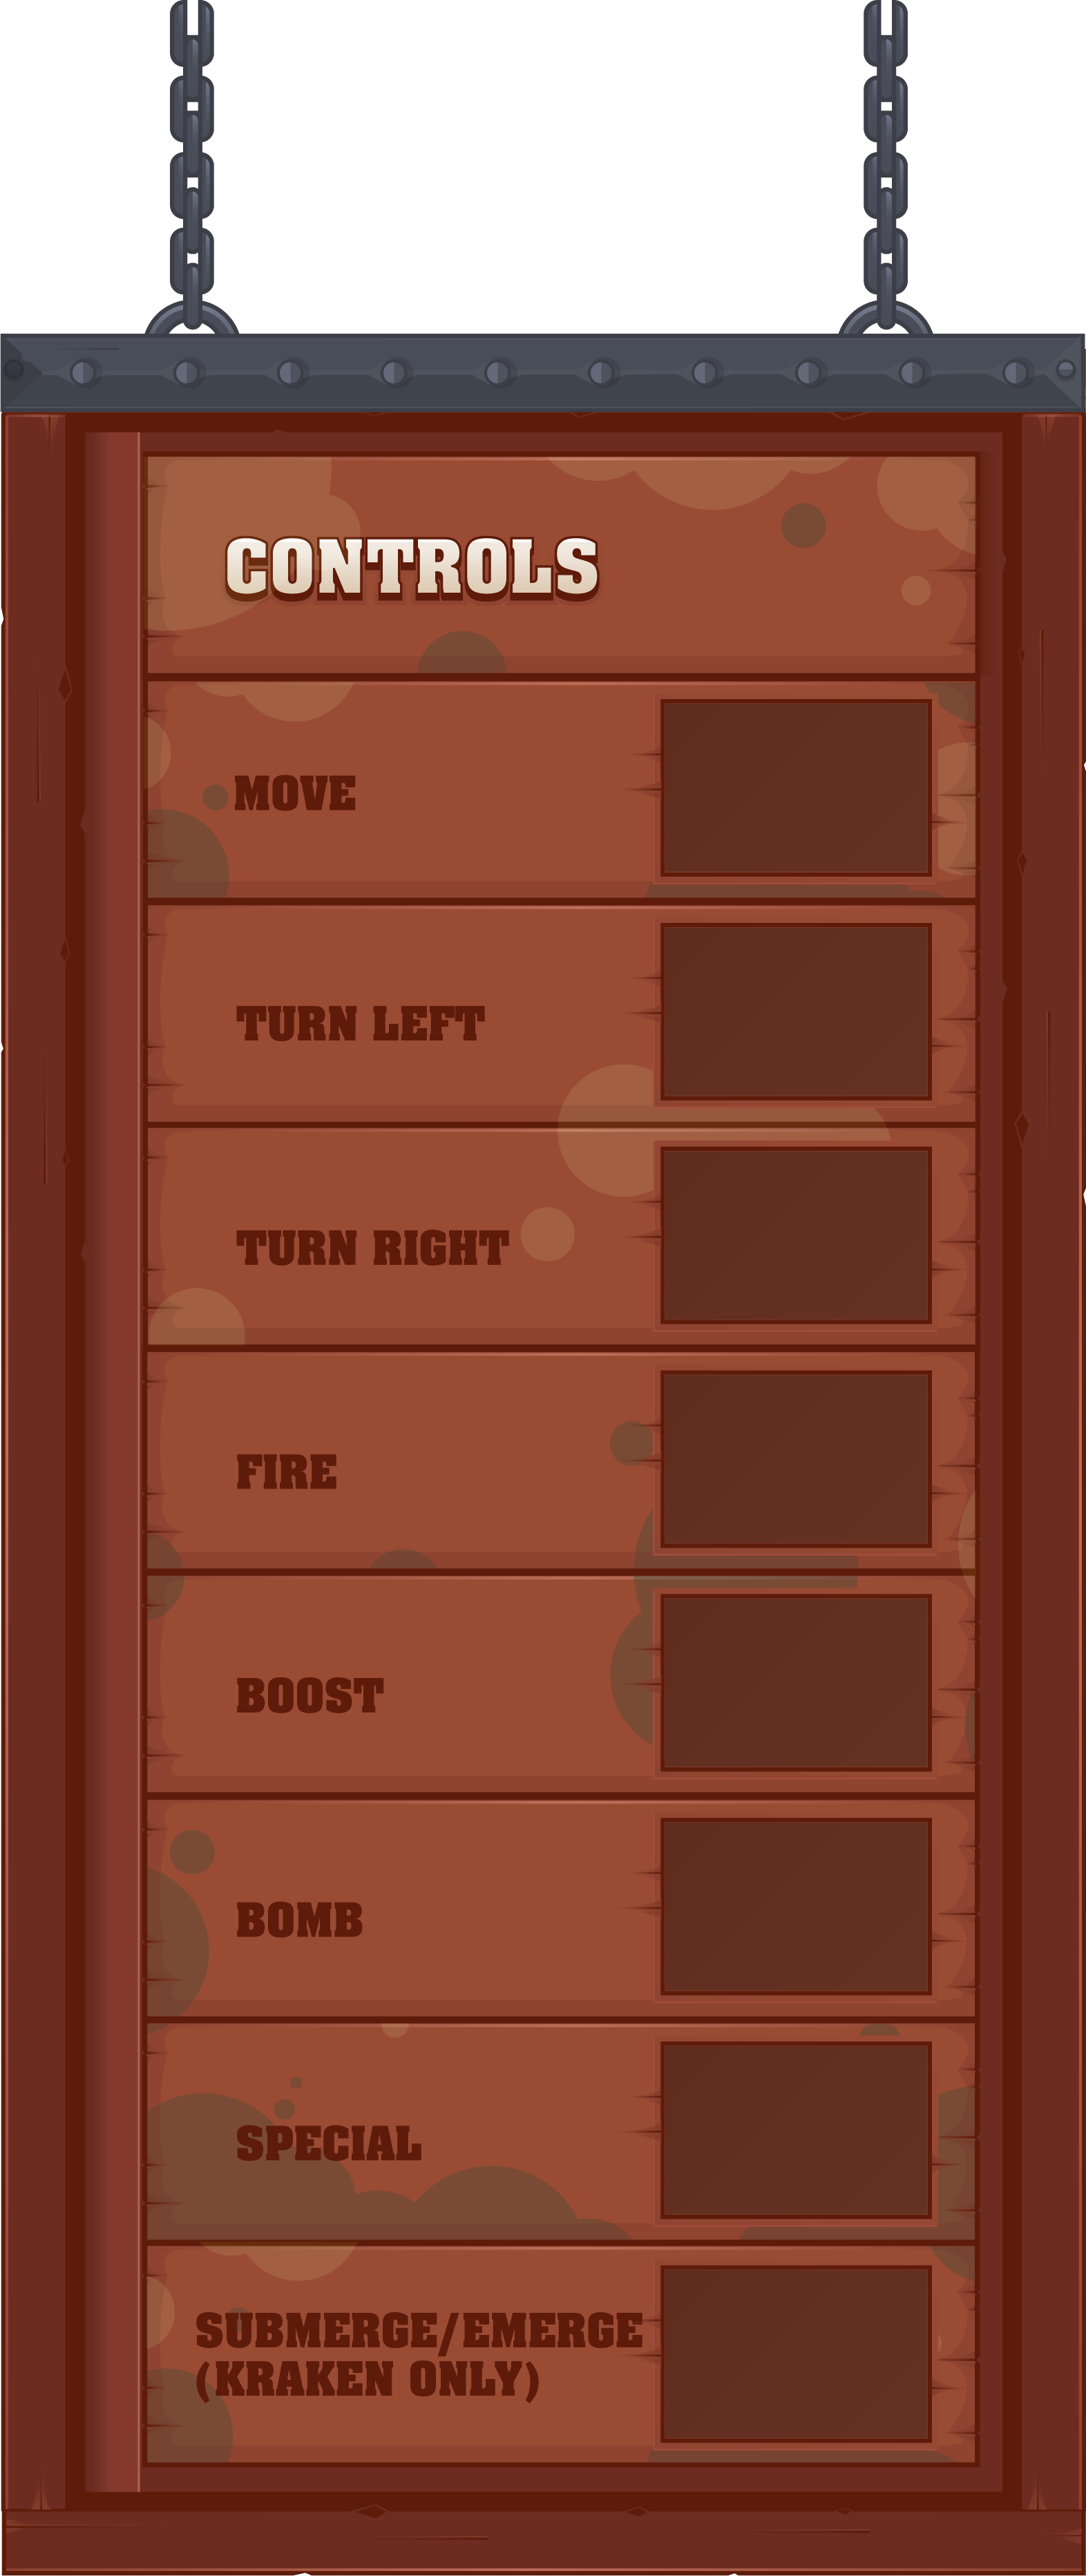 CONTROLS
MOVE
TURN LEFT
TURN RIGHT
FIRE
BOOST
BOMB
SPECIAL
SUBMERGE/EMERGE
(KRAKEN ONLY)